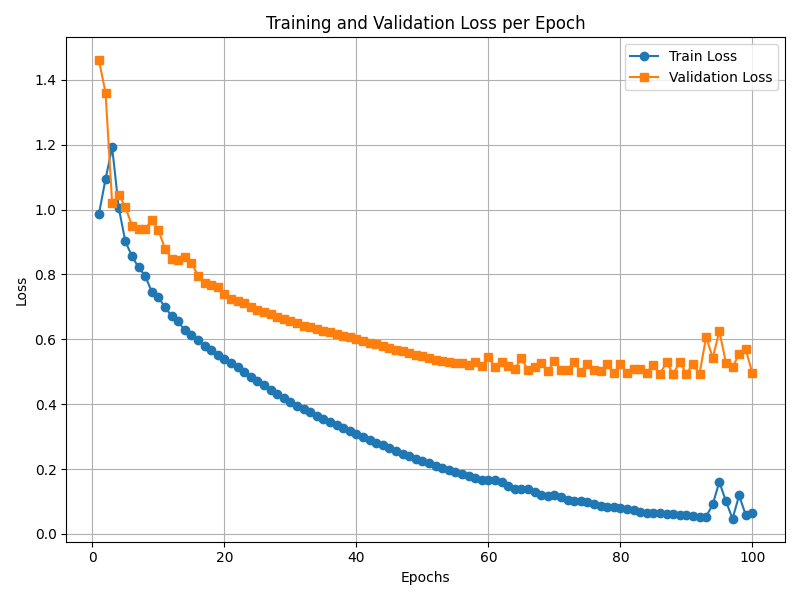 Training and Validation Loss per Epoch
Train Loss
Validation Loss
Loss
1.4
1.2
1.0
0.8
0.6
0.4
0.2
0.0
0 20 40 60 80 100
Epochs